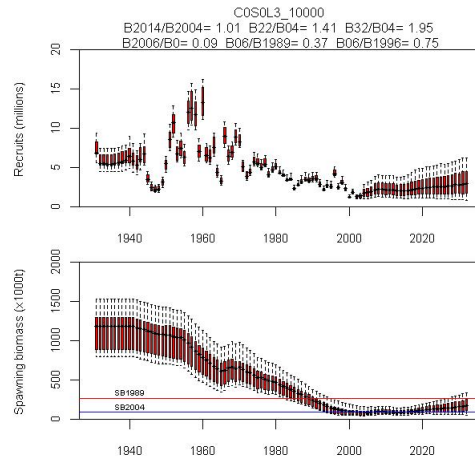 C0S0L3_10000
B2014/B2004= 1.01 B22/B04= 1.41 B32/B04= 1.95
B2006/B0= 0.09 B06/B1989= 0.37 B06/B1996= 0.75
Recruits (millions)
20
15
10
5
0
1940 1960 1980 2000 2020
Spawning biomass (x1000t)
2000
1500
1000
500
0
SB1989
SB2004
1940 1960 1980 2000 2020